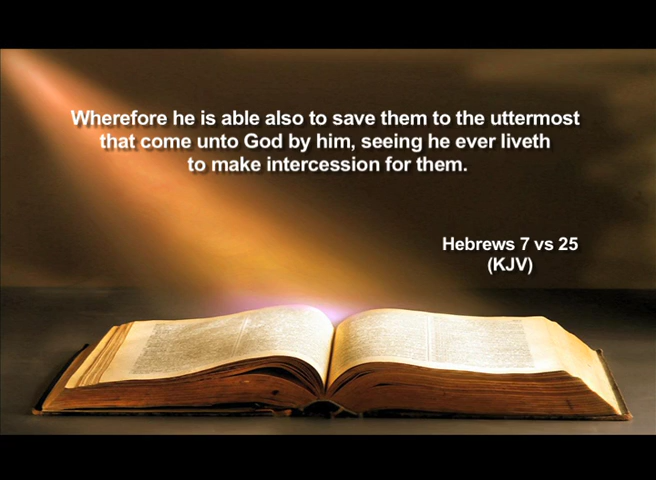 Wherefore he is able also to save them to the uttermost
that come unto God by him, seeing he ever liveth
to make intercession for them.
Hebrews 7 vs 25
(KJV)